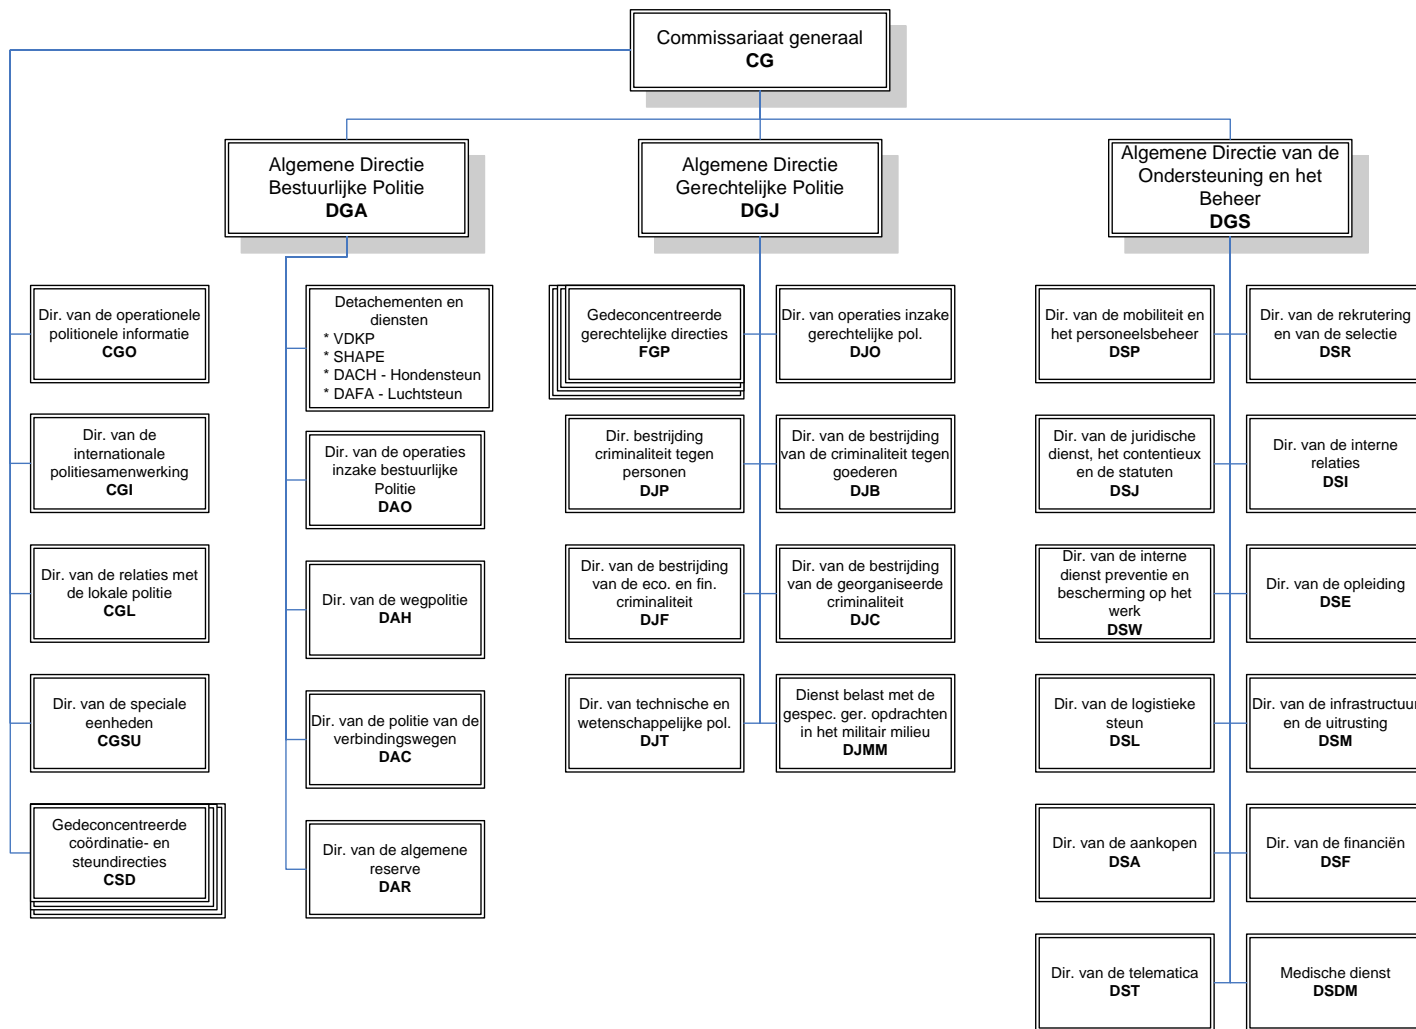 Commissariaat generaal
CG
Algemene Directie
Bestuurlijke Politie
DGA
Algemene Directie
Gerechtelijke Politie
DGJ
Algemene Directie van de
Ondersteuning en het
Beheer
DGS
Dir. van de operationele
politionele informatie
CGO
Dir. van de
internationale
politiesamenwerking
CGI
Dir. van de relaties met
de lokale politie
CGL
Dir. van de speciale
eenheden
CGSU
Gedeconcentreerde
coördinatie- en
steundirecties
CSD
Detachementen en
diensten
* VDKP
* SHAPE
* DACH - Hondensteun
* DAFA - Luchtsteun
Dir. van de operaties
inzake bestuurlijke
Politie
DAO
Dir. van de wegpolitie
DAH
Dir. van de politie van de
verbindingswegen
DAC
Dir. van de algemene
reserve
DAR
Gedeconcentreerde
gerechtelijke directies
FGP
Dir. van operaties inzake
gerechtelijke pol.
DJO
Dir. bestrijding
criminaliteit tegen
personen
DJP
Dir. van de bestrijding
van de criminaliteit tegen
goederen
DJB
Dir. van de bestrijding
van de eco. en fin.
criminaliteit
DJF
Dir. van de bestrijding
van de georganiseerde
criminaliteit
DJC
Dir. van technische en
wetenschappelijke pol.
DJT
Dienst belast met de
gespec. ger. opdrachten
in het militair milieu
DJMM
Dir. van de mobiliteit en
het personeelsbeheer
DSP
Dir. van de rekrutering
en van de selectie
DSR
Dir. van de juridische
dienst, het contentieux
en de statuten
DSJ
Dir. van de interne
relaties
DSI
Dir. van de interne
dienst preventie en
bescherming op het
werk
DSW
Dir. van de opleiding
DSE
Dir. van de logistieke
steun
DSL
Dir. van de infrastructuur
en de uitrusting
DSM
Dir. van de aankopen
DSA
Dir. van de financiën
DSF
Dir. van de telematica
DST
Medische dienst
DSDM